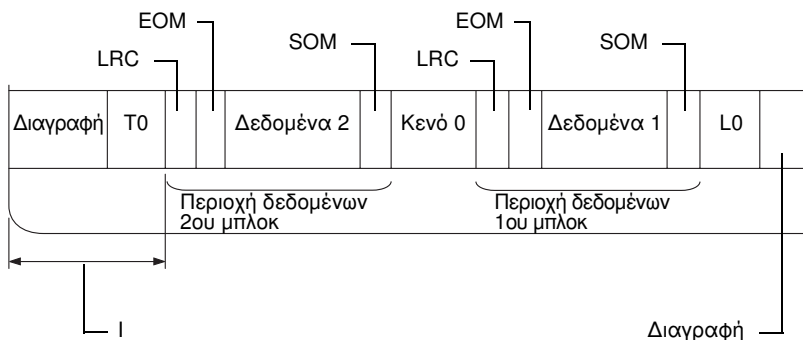 EOM
EOM
SOM
SOM
LRC
LRC
Διαγραφή T0 Δεδομένα 2 Κενό 0 Δεδομένα 1 L0
Περιοχή δεδομένων
2ου μπλοκ
Περιοχή δεδομένων
1ου μπλοκ
I
Διαγραφή